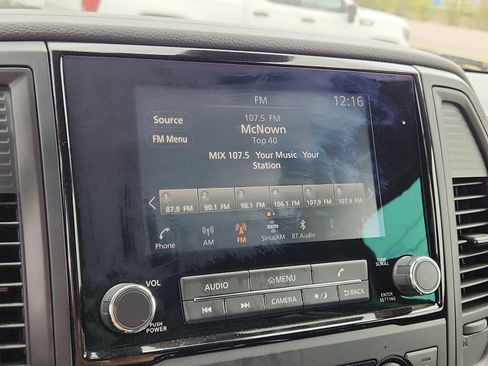 FM
12:16
Source
107.5 FM
McNown
FM Menu
Top 40
MIX 107.5 Your Music Your
Station
1 2 3 4 5 6
87.9 FM 90.1 FM 98.1 FM 106.1 FM 107.5 FM 107.9 FM
Phone AM FM SiriusXM BT Audio
VOL
AUDIO MENU
CAMERA BACK
PUSH
POWER
TUNE
SCROLL
ENTER
SETTING